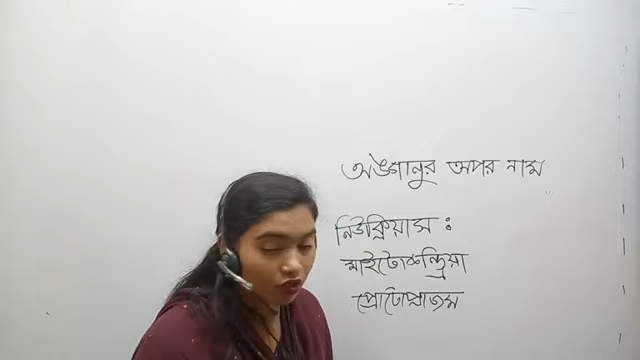 অঙ্গানুর অপর নাম
নিউক্লিয়াস :
মাইটোকন্ড্রিয়া
প্রোটোপ্লাজম